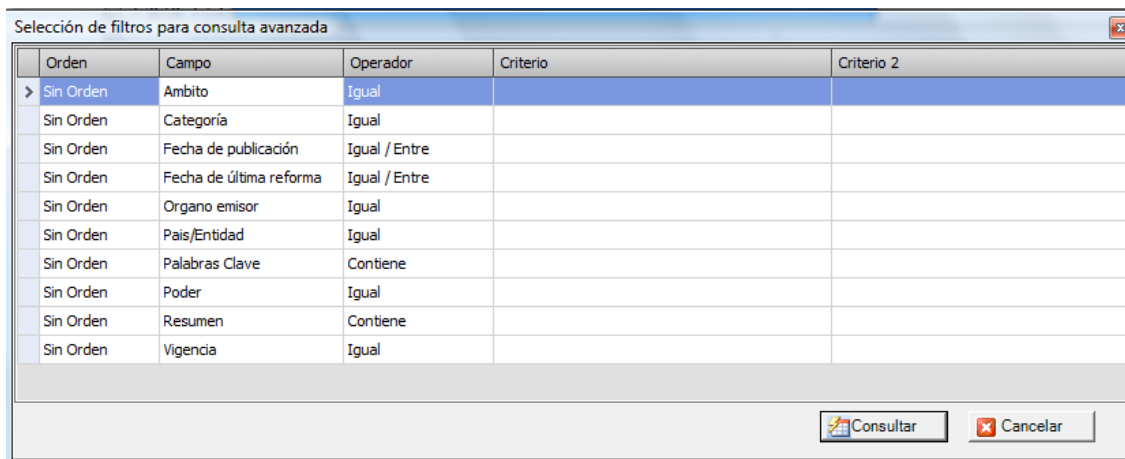 Selección de filtros para consulta avanzada
Orden Campo Operador Criterio Criterio 2
Sin Orden Ambito Igual
Sin Orden Categoría Igual
Sin Orden Fecha de publicación Igual / Entre
Sin Orden Fecha de última reforma Igual / Entre
Sin Orden Organo emisor Igual
Sin Orden Pais/Entidad Igual
Sin Orden Palabras Clave Contiene
Sin Orden Poder Igual
Sin Orden Resumen Contiene
Sin Orden Vigencia Igual
Consultar Cancelar